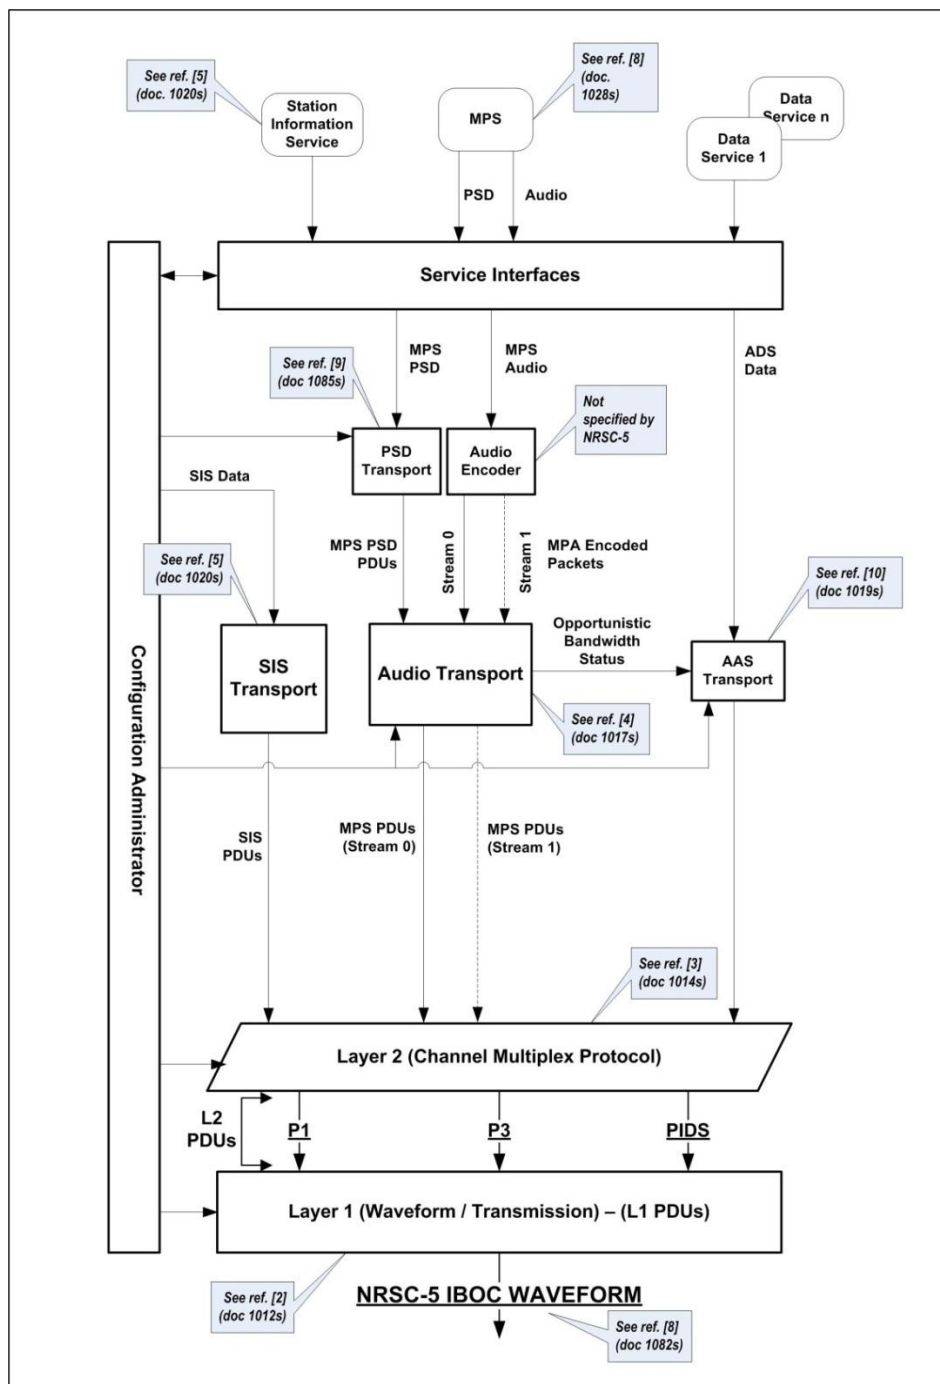 See ref. [5]
(doc. 1020s)
Station
Information
Service
MPS
See ref. [8]
(doc.
1028s)
Data
Service n
Data
Service 1
PSD
Audio
Service Interfaces
MPS
PSD
MPS
Audio
ADS
Data
See ref. [9]
(doc 1085s)
Not
specified by
NRSC-5
PSD
Transport
Audio
Encoder
SIS Data
MPS PSD
PDUs
Stream 0
Stream 1
MPA Encoded
Packets
See ref. [5]
(doc 1020s)
See ref. [10]
(doc 1019s)
Opportunistic
Bandwidth
Status
SIS
Transport
Audio Transport
AAS
Transport
See ref. [4]
(doc 1017s)
Configuration Administrator
SIS
PDUs
MPS PDUs
(Stream 0)
MPS PDUs
(Stream 1)
See ref. [3]
(doc 1014s)
Layer 2 (Channel Multiplex Protocol)
L2
PDUs
P1
P3
PIDS
Layer 1 (Waveform / Transmission) – (L1 PDUs)
See ref. [2]
(doc 1012s)
NRSC-5 IBOC WAVEFORM
See ref. [8]
(doc 1082s)